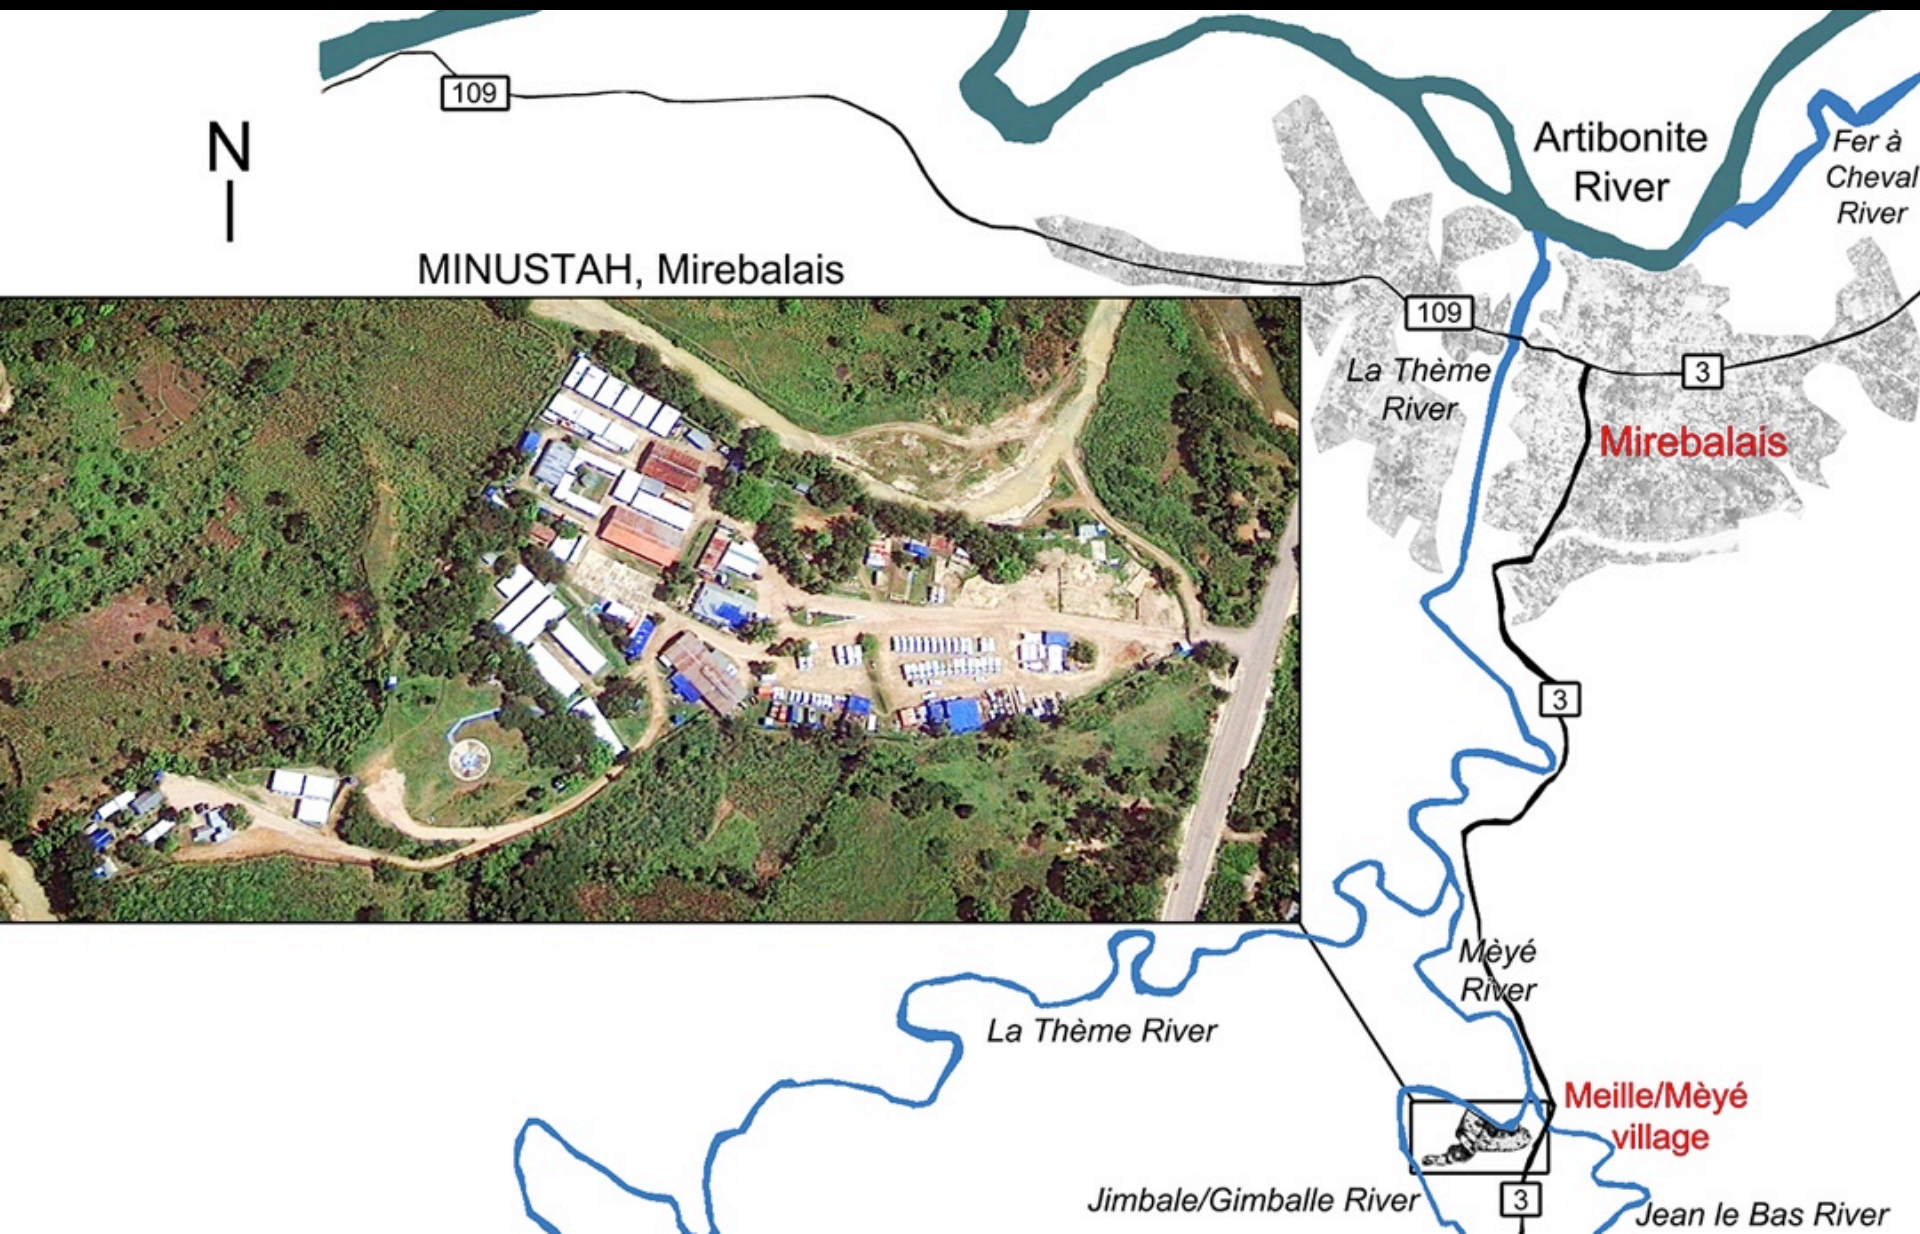 109
N
Artibonite
River
Fer à
Cheval
River
MINUSTAH, Mirebalais
109
La Thème
River
3
Mirebalais
3
Mèyé
River
La Thème River
Meille/Mèyé
village
Jimbale/Gimballe River
3
Jean le Bas River